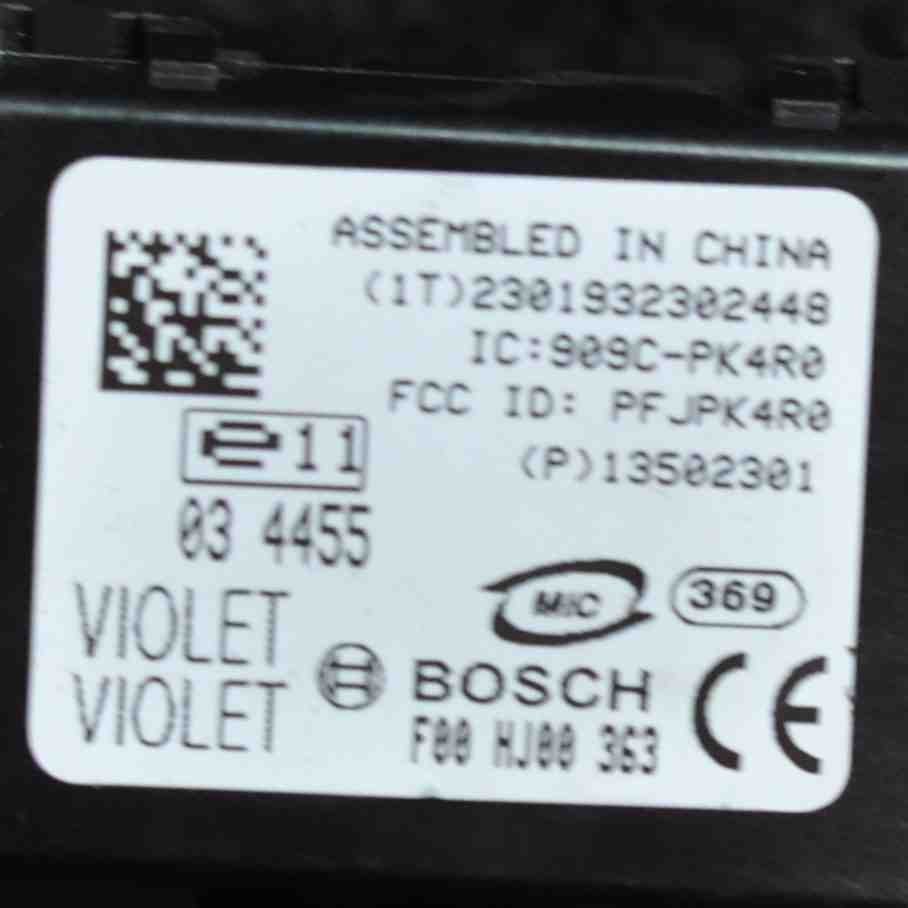 ASSEMBLED IN CHINA
(1T)2301932302448
IC:909C-PK4R0
FCC ID: PFJPK4R0
e11
(P)13502301
03 4455
MIC
369
VIOLET
VIOLET
BOSCH
F00 HJ00 363
CE